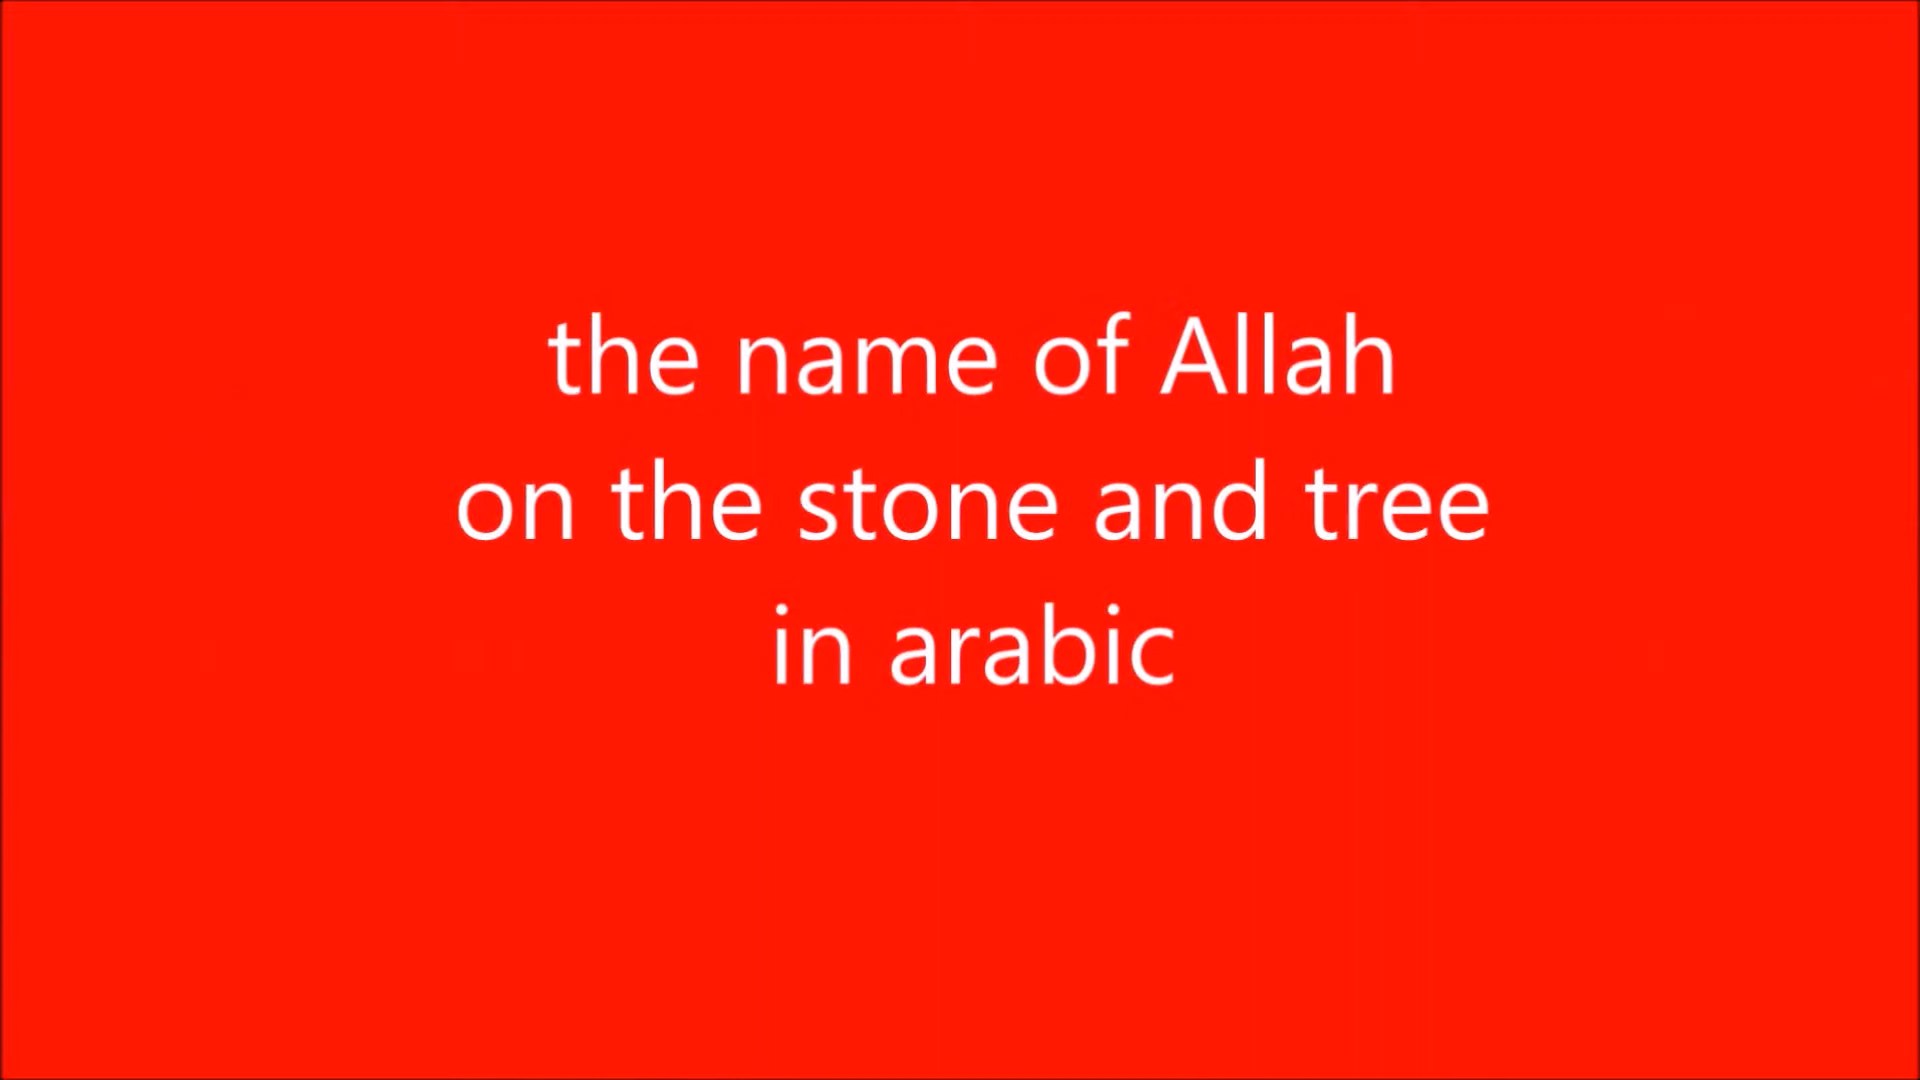 the name of Allah
on the stone and tree
in arabic